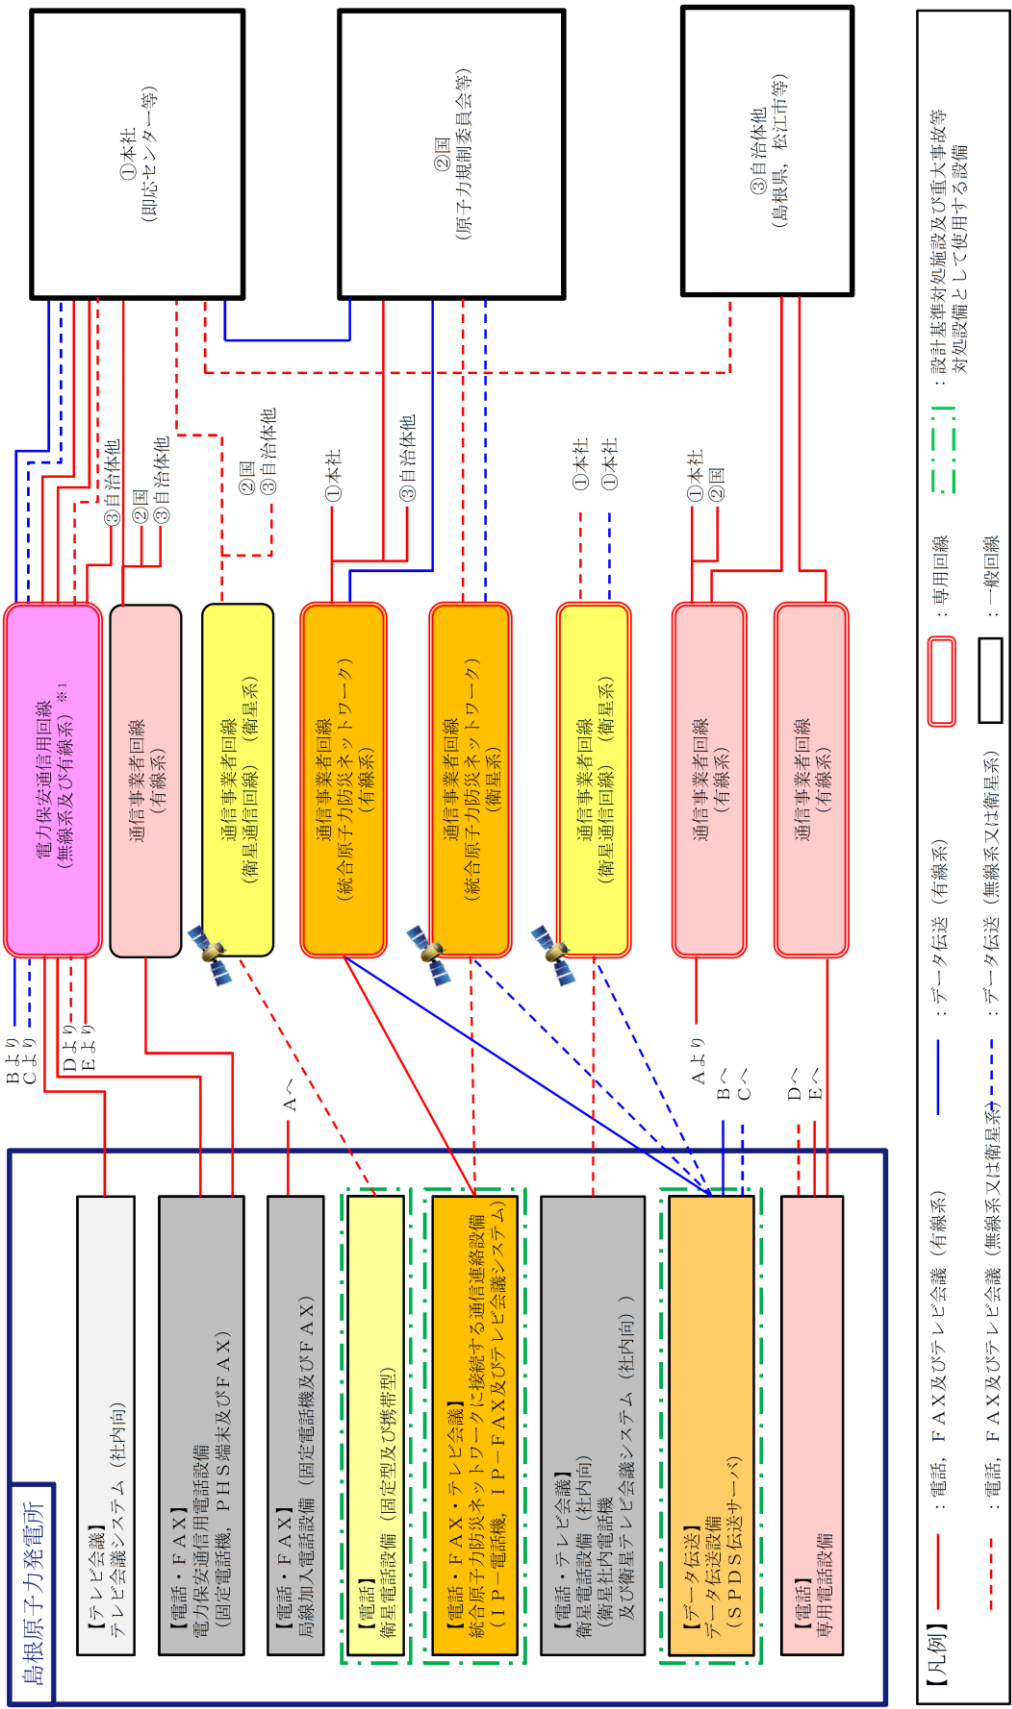 島根原子力発電所
【テレビ会議】
テレビ会議システム（社内向）
【電話・ＦＡＸ】
電力保安通信用電話設備
（固定電話機，ＰＨＳ端末及びＦＡＸ）
【電話・ＦＡＸ】
局線加入電話設備（固定電話機及びＦＡＸ）
【電話】
衛星電話設備（固定型及び携帯型）
【電話・ＦＡＸ・テレビ会議】
統合原子力防災ネットワークに接続する通信連絡設備
（ＩＰ－電話機，ＩＰ－ＦＡＸ及びテレビ会議システム）
【電話・テレビ会議】
衛星電話設備（社内向）
（衛星社内電話機
及び衛星テレビ会議システム（社内向））
【データ伝送】
データ伝送設備
（ＳＰＤＳ伝送サーバ）
【電話】
専用電話設備
Ａへ
Ｂへ
Ｃへ
Ｄへ
Ｅへ
Ｂより
Ｃより
Ｄより
Ｅより
Ａより
電力保安通信用回線
（無線系及び有線系）※1
通信事業者回線
（有線系）
通信事業者回線
（衛星通信回線）（衛星系）
通信事業者回線
（統合原子力防災ネットワーク）
（有線系）
通信事業者回線
（統合原子力防災ネットワーク）
（衛星系）
通信事業者回線
（衛星通信回線）（衛星系）
通信事業者回線
（有線系）
通信事業者回線
（有線系）
③自治体他
②国
③自治体他
②国
③自治体他
①本社
③自治体他
①本社
①本社
①本社
②国
①本社
（即応センター等）
②国
（原子力規制委員会等）
③自治体他
（島根県，松江市等）
【凡例】
：電話，ＦＡＸ及びテレビ会議（有線系）
：データ伝送（有線系）
：専用回線
：設計基準対処施設及び重大事故等
対処設備として使用する設備
：電話，ＦＡＸ及びテレビ会議（無線系又は衛星系）
：データ伝送（無線系又は衛星系）
：一般回線